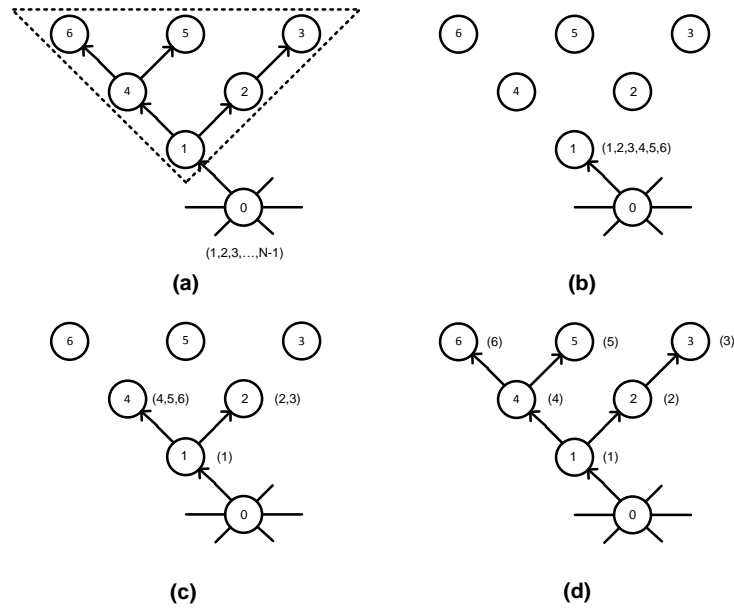 6 5 3
4 2
1
0
(1,2,3,...,N-1)
(a)
6 5 3
4 2
1 (1,2,3,4,5,6)
0
(b)
6 5 3
4 (4,5,6) 2 (2,3)
1 (1)
0
(c)
6 (6) 5 (5) 3 (3)
4 (4) 2 (2)
1 (1)
0
(d)